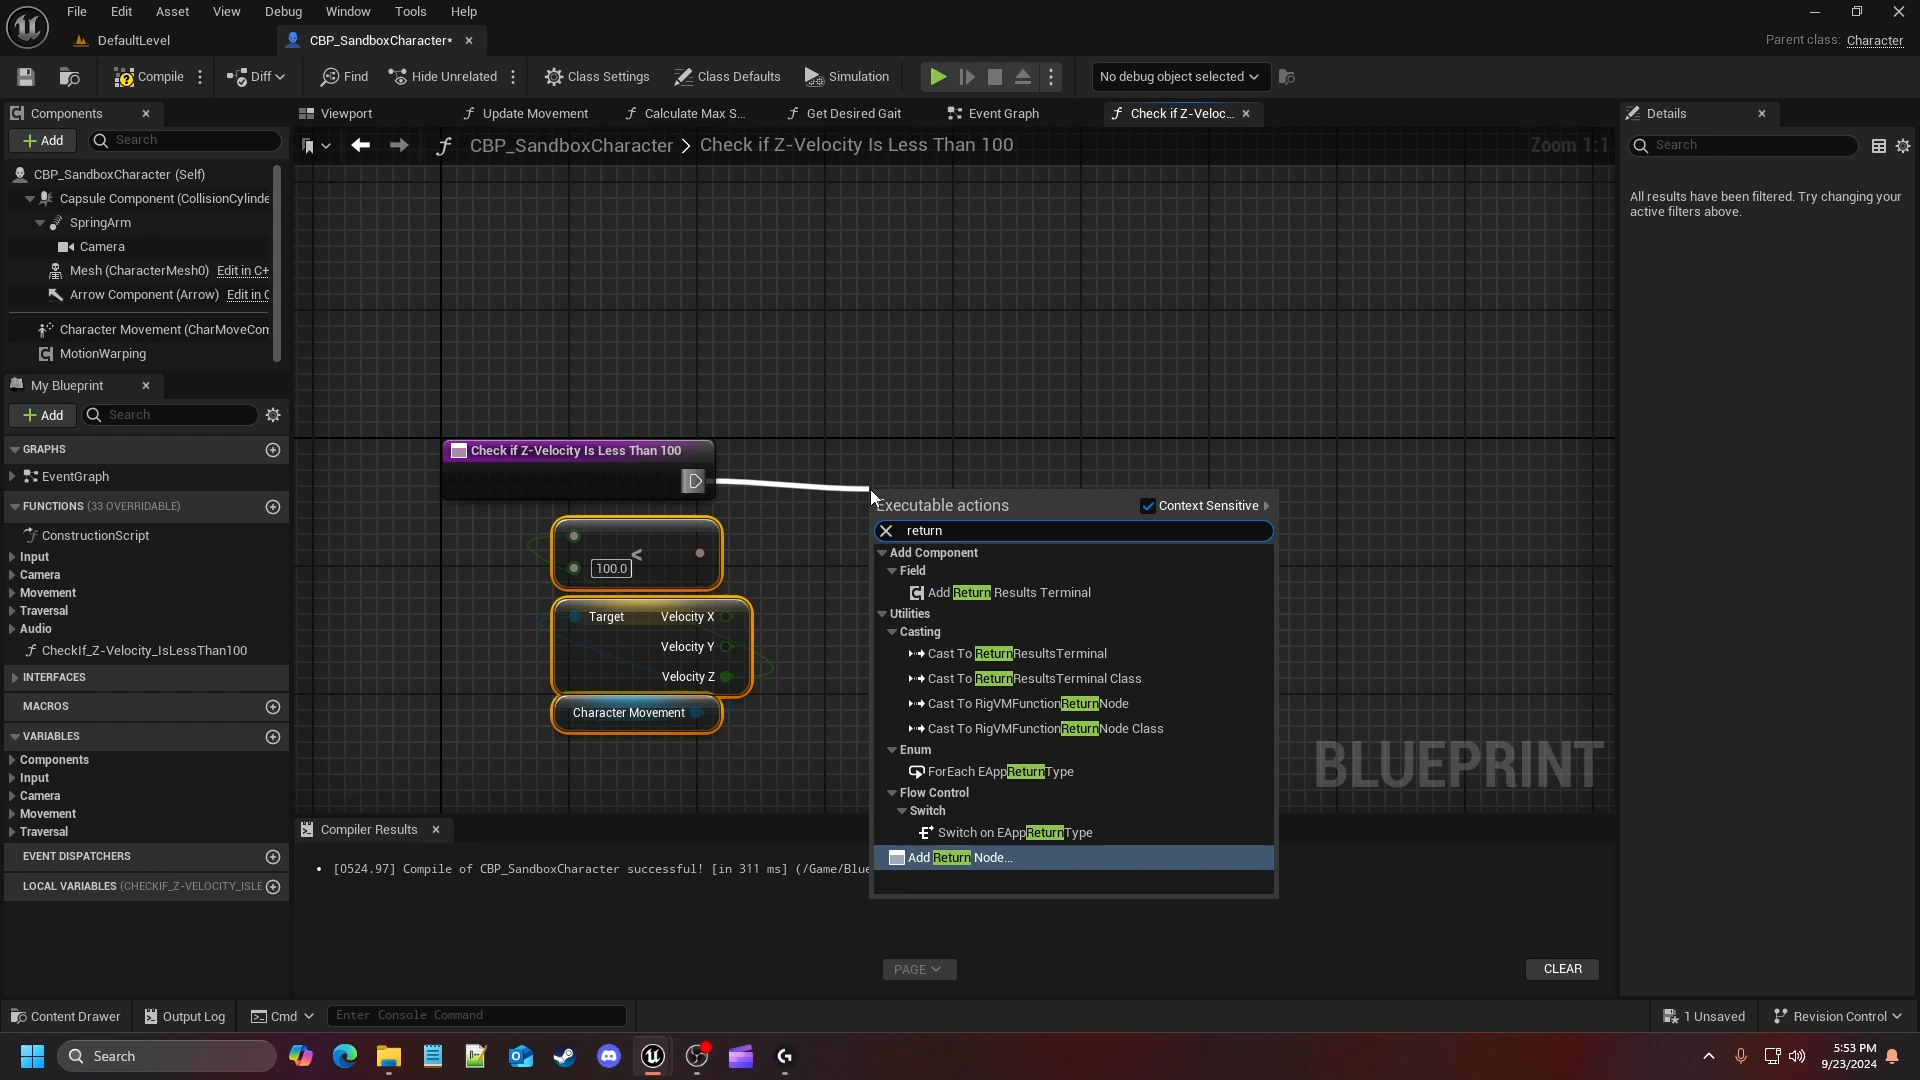 File Edit Asset View Debug Window Tools Help
DefaultLevel
CBP_SandboxCharacter*
Parent class: Character
Compile
Diff
Find
Hide Unrelated
Class Settings
Class Defaults
Simulation
No debug object selected
Components
Add
Search
CBP_SandboxCharacter (Self)
Capsule Component (CollisionCylinde
SpringArm
Camera
Mesh (CharacterMesh0) Edit in C+
Arrow Component (Arrow) Edit in C
Character Movement (CharMoveCom
MotionWarping
My Blueprint
Add
Search
GRAPHS
EventGraph
FUNCTIONS (33 OVERRIDABLE)
ConstructionScript
Input
Camera
Movement
Traversal
Audio
CheckIf_Z-Velocity_IsLessThan100
INTERFACES
MACROS
VARIABLES
Components
Input
Camera
Movement
Traversal
EVENT DISPATCHERS
LOCAL VARIABLES (CHECKIF_Z-VELOCITY_ISLE
Viewport
Update Movement
Calculate Max S...
Get Desired Gait
Event Graph
Check if Z-Veloc...
CBP_SandboxCharacter > Check if Z-Velocity Is Less Than 100
Zoom 1:1
Check if Z-Velocity Is Less Than 100
<
100.0
Target Velocity X
Velocity Y
Velocity Z
Character Movement
Executable actions
Context Sensitive
return
Add Component
Field
Add Return Results Terminal
Utilities
Casting
Cast To ReturnResultsTerminal
Cast To ReturnResultsTerminal Class
Cast To RigVMFunctionReturnNode
Cast To RigVMFunctionReturnNode Class
Enum
ForEach EAppReturnType
Flow Control
Switch
Switch on EAppReturnType
Add Return Node...
BLUEPRINT
Compiler Results
[0524.97] Compile of CBP_SandboxCharacter successful! [in 311 ms] (/Game/Blue
PAGE
CLEAR
Details
Search
All results have been filtered. Try changing your
active filters above.
Content Drawer
Output Log
Cmd
Enter Console Command
1 Unsaved
Revision Control
Search
5:53 PM
9/23/2024